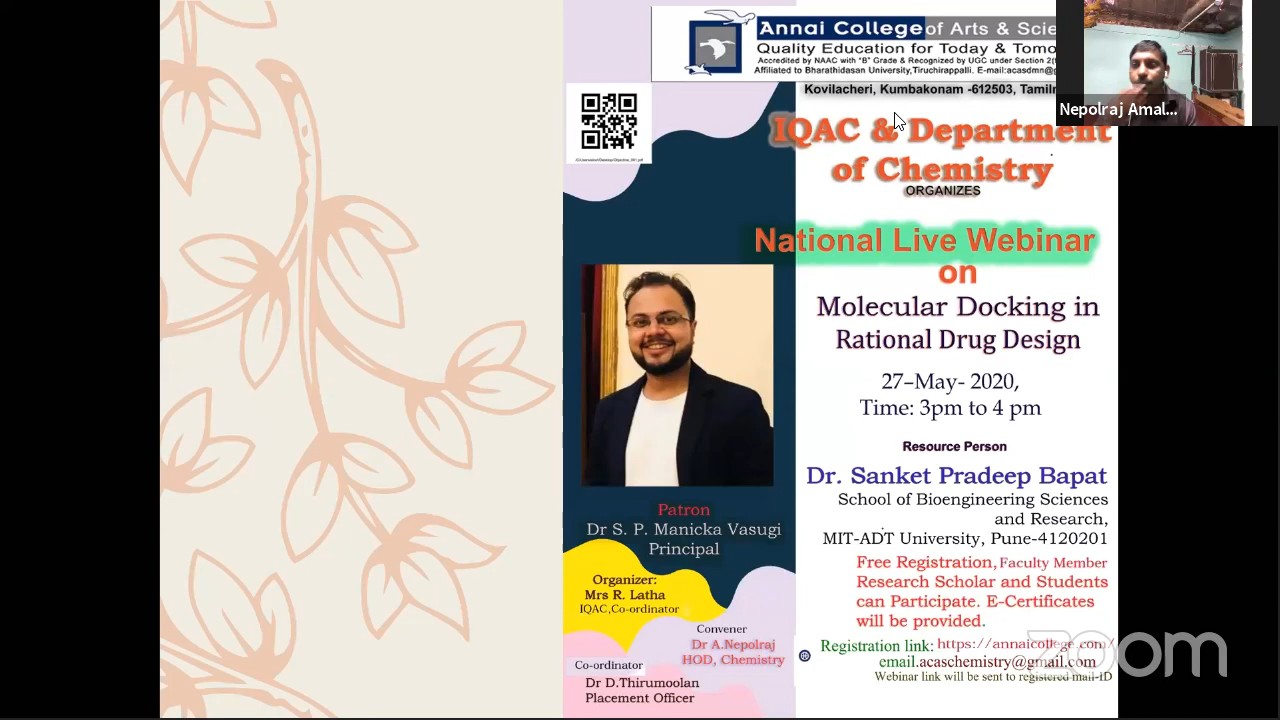 Annai College of Arts & Scie
Quality Education for Today & Tomo
Accredited by NAAC with "B" Grade & Recognized by UGC under Section 2(f
Affiliated to Bharathidasan University,Tiruchirappalli. E-mail:acasdmn@g
Kovilacheri, Kumbakonam -612503, Tamiln
Nepolraj Amal...
IQAC & Department
of Chemistry
ORGANIZES
National Live Webinar
on
Molecular Docking in
Rational Drug Design
27–May- 2020,
Time: 3pm to 4 pm
Resource Person
Dr. Sanket Pradeep Bapat
School of Bioengineering Sciences
and Research,
MIT-ADT University, Pune-4120201
Free Registration, Faculty Member
Research Scholar and Students
can Participate. E-Certificates
will be provided.
Registration link: https://annaicollege.com/
email.acaschemistry@gmail.com
Webinar link will be sent to registered mail-ID
Patron
Dr S. P. Manicka Vasugi
Principal
Organizer:
Mrs R. Latha
IQAC,Co-ordinator
Convener
Dr A.Nepolraj
HOD, Chemistry
Co-ordinator
Dr D.Thirumoolan
Placement Officer
zoom